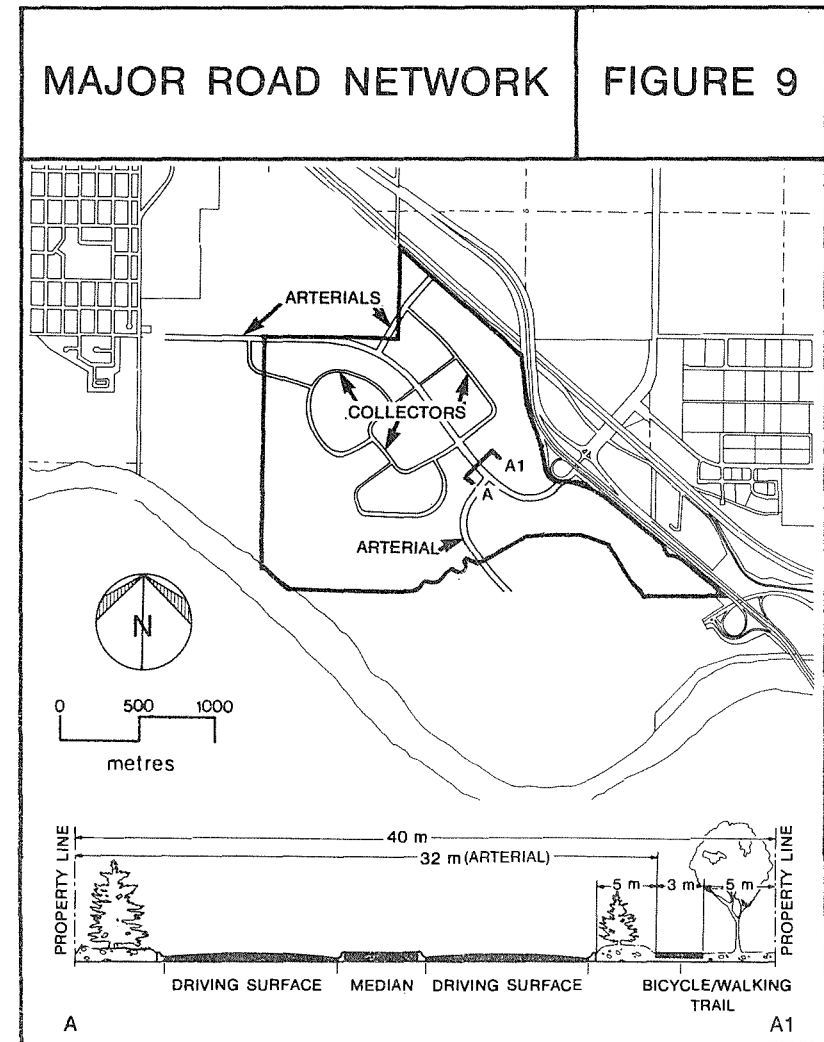 MAJOR ROAD NETWORK
FIGURE 9
ARTERIALS
COLLECTORS
A1
A
ARTERIAL
N
0 500 1000
metres
PROPERTY LINE
40 m
32 m (ARTERIAL)
5 m 3 m 5 m
PROPERTY LINE
DRIVING SURFACE MEDIAN DRIVING SURFACE BICYCLE/WALKING
TRAIL
A A1